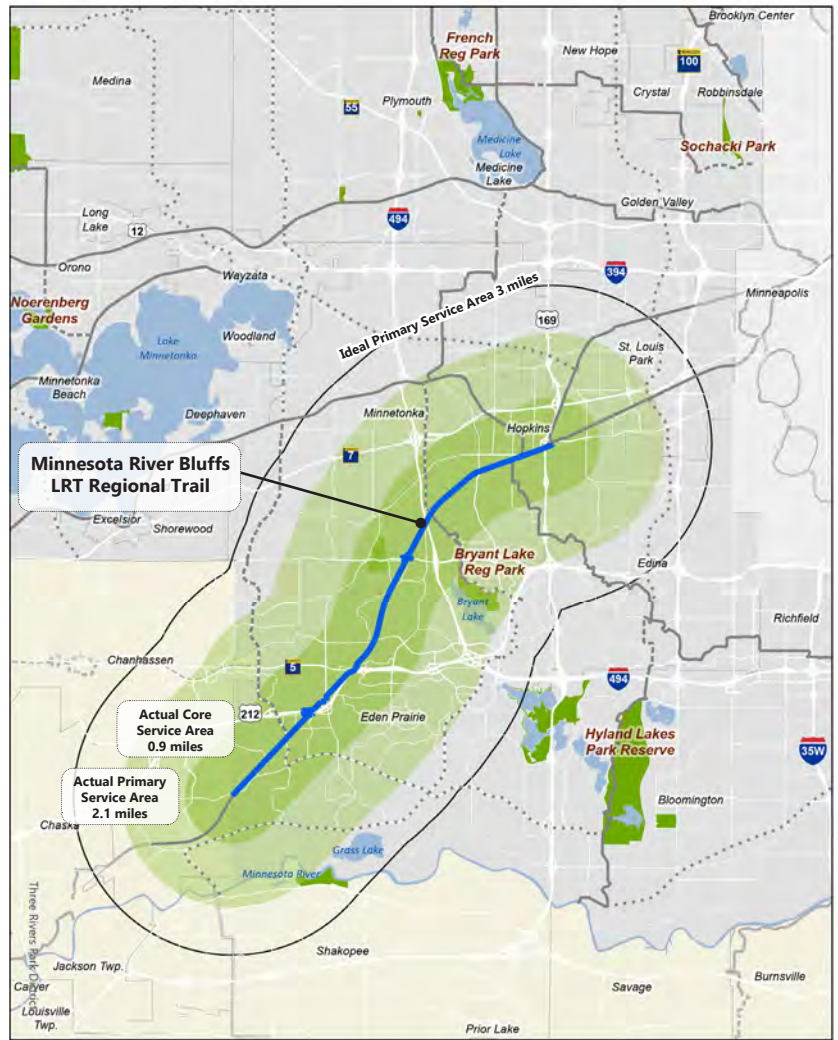 Brooklyn Center
French
Reg Park
New Hope
100
Medina
Plymouth
55
Crystal
Robbinsdale
Medicine
Lake
Sochacki Park
Medicine
Lake
Long
Lake
12
494
Golden Valley
Orono
Wayzata
394
Noerenberg
Gardens
Ideal Primary Service Area 3 miles
Minneapolis
Lake
Minnetonka
Woodland
169
St. Louis
Park
Minnetonka
Beach
Deephaven
Minnetonka
Hopkins
Minnesota River Bluffs
LRT Regional Trail
7
Excelsior
Shorewood
Bryant Lake
Reg Park
Edina
Bryant
Lake
Richfield
Chanhassen
5
494
Actual Core
Service Area
0.9 miles
212
Eden Prairie
Hyland Lakes
Park Reserve
35W
Actual Primary
Service Area
2.1 miles
Bloomington
Chaska
Grass Lake
Minnesota River
Three Rivers Park District
Shakopee
Jackson Twp.
Carver
Louisville
Twp.
Savage
Burnsville
Prior Lake